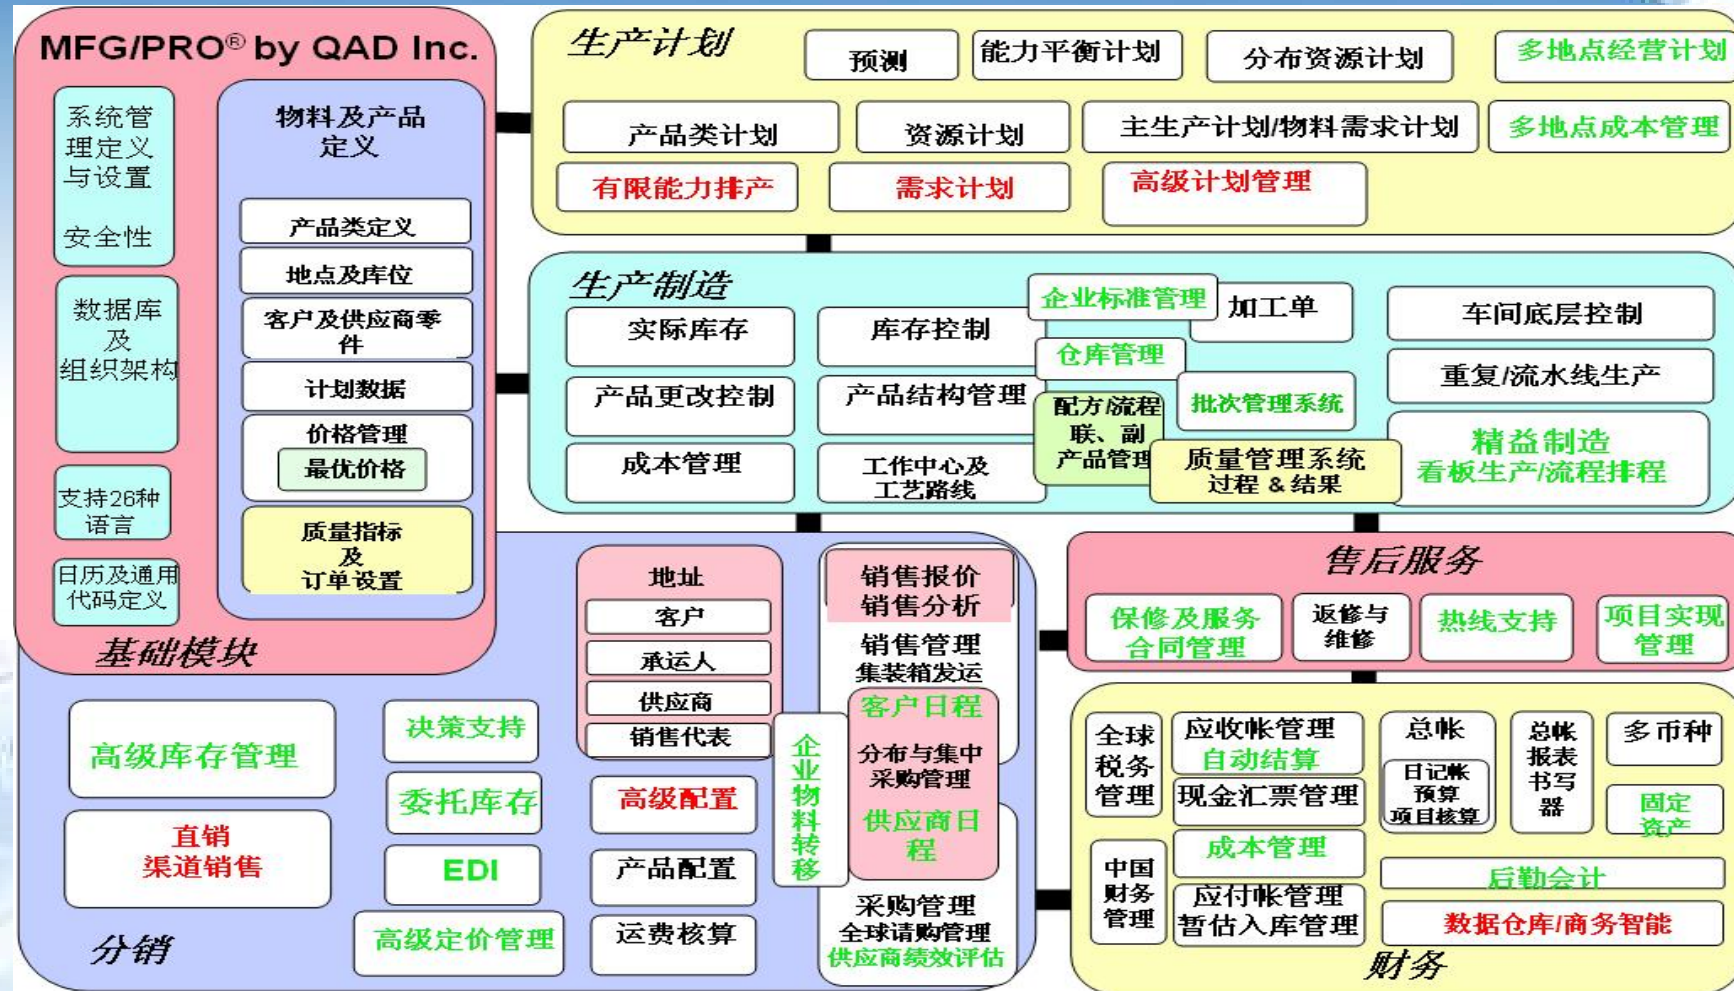 MFG/PRO® by QAD Inc.
系统管
理定义
与设置
安全性
数据库
及
组织架构
支持26种
语言
日历及通用
代码定义
物料及产品
定义
产品类定义
地点及库位
客户及供应商零
件
计划数据
价格管理
最优价格
质量指标
及
订单设置
基础模块
生产计划
预测
能力平衡计划
分布资源计划
多地点经营计划
产品类计划
资源计划
主生产计划/物料需求计划
多地点成本管理
有限能力排产
需求计划
高级计划管理
生产制造
企业标准管理
加工单
车间底层控制
实际库存
库存控制
仓库管理
重复/流水线生产
产品更改控制
产品结构管理
配方/流程
联、副
产品管理
批次管理系统
成本管理
工作中心及
工艺路线
质量管理系统
过程 & 结果
精益制造
看板生产/流程排程
地址
客户
承运人
供应商
销售代表
销售报价
销售分析
销售管理
集装箱发运
客户日程
分布与集中
采购管理
供应商日
程
采购管理
全球请购管理
供应商绩效评估
企业物料转移
高级库存管理
决策支持
委托库存
高级配置
直销
渠道销售
EDI
产品配置
高级定价管理
运费核算
分销
售后服务
保修及服务
合同管理
返修与
维修
热线支持
项目实现
管理
全球
税务
管理
应收帐管理
自动结算
现金汇票管理
成本管理
应付帐管理
暂估入库管理
中国
财务
管理
总帐
日记帐
预算
项目核算
总帐
报表
书写
器
多币种
固定
资产
后勤会计
数据仓库/商务智能
财务